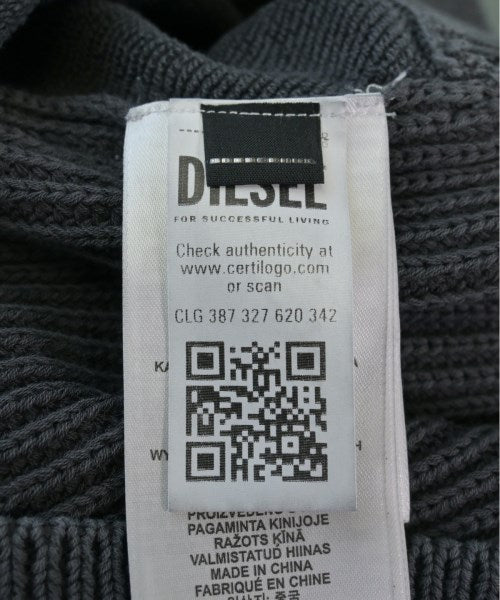 DIESEL
FOR SUCCESSFUL LIVING
Check authenticity at
www.certilogo.com
or scan
CLG 387 327 620 342
PAGAMINTA KINIJOJE
RAŽOTS ĶĪNĀ
VALMISTATUD HIINAS
MADE IN CHINA
FABRIQUÉ EN CHINE